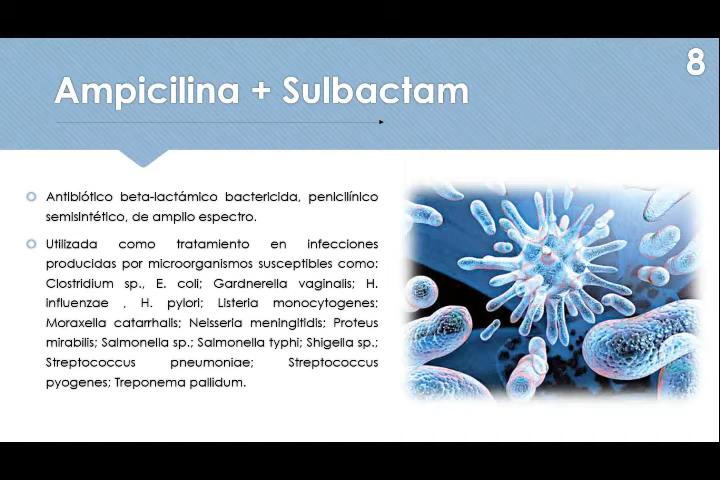 8
Ampicilina + Sulbactam
Antibiótico beta-lactámico bactericida, penicilínico
semisintético, de amplio espectro.
Utilizada como tratamiento en infecciones
producidas por microorganismos susceptibles como:
Clostridium sp., E. coli; Gardnerella vaginalis; H.
influenzae , H. pylori; Listeria monocytogenes;
Moraxella catarrhalis; Neisseria meningitidis; Proteus
mirabilis; Salmonella sp.; Salmonella typhi; Shigella sp.;
Streptococcus pneumoniae; Streptococcus
pyogenes; Treponema pallidum.